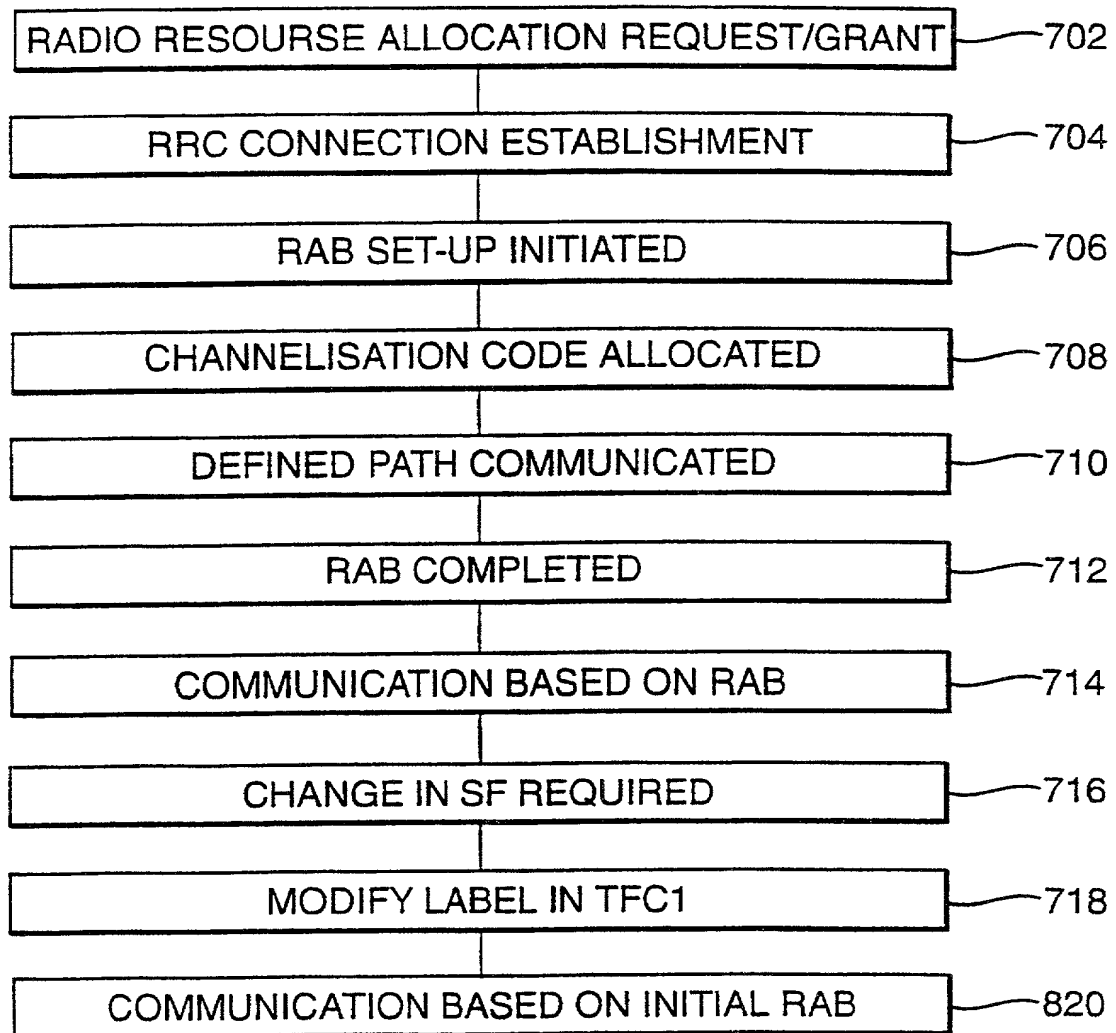 RADIO RESOURSE ALLOCATION REQUEST/GRANT 702
RRC CONNECTION ESTABLISHMENT 704
RAB SET-UP INITIATED 706
CHANNELISATION CODE ALLOCATED 708
DEFINED PATH COMMUNICATED 710
RAB COMPLETED 712
COMMUNICATION BASED ON RAB 714
CHANGE IN SF REQUIRED 716
MODIFY LABEL IN TFC1 718
COMMUNICATION BASED ON INITIAL RAB 820